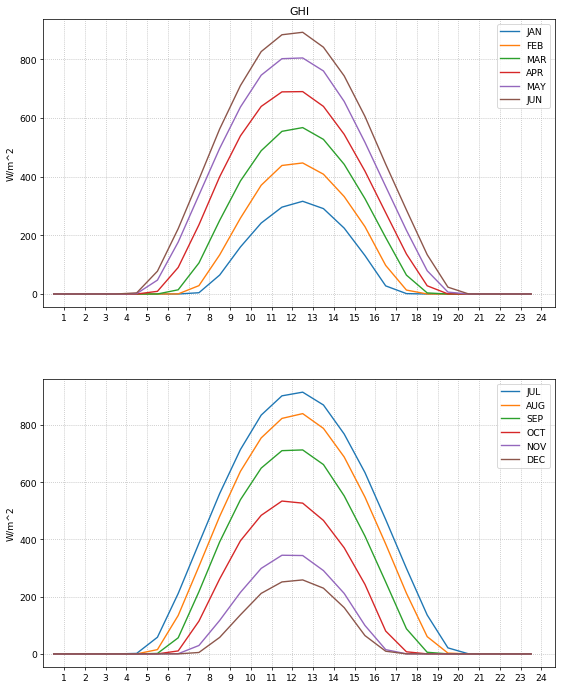 GHI
W/m^2
800
600
400
200
0
1 2 3 4 5 6 7 8 9 10 11 12 13 14 15 16 17 18 19 20 21 22 23 24
JAN
FEB
MAR
APR
MAY
JUN
W/m^2
800
600
400
200
0
1 2 3 4 5 6 7 8 9 10 11 12 13 14 15 16 17 18 19 20 21 22 23 24
JUL
AUG
SEP
OCT
NOV
DEC